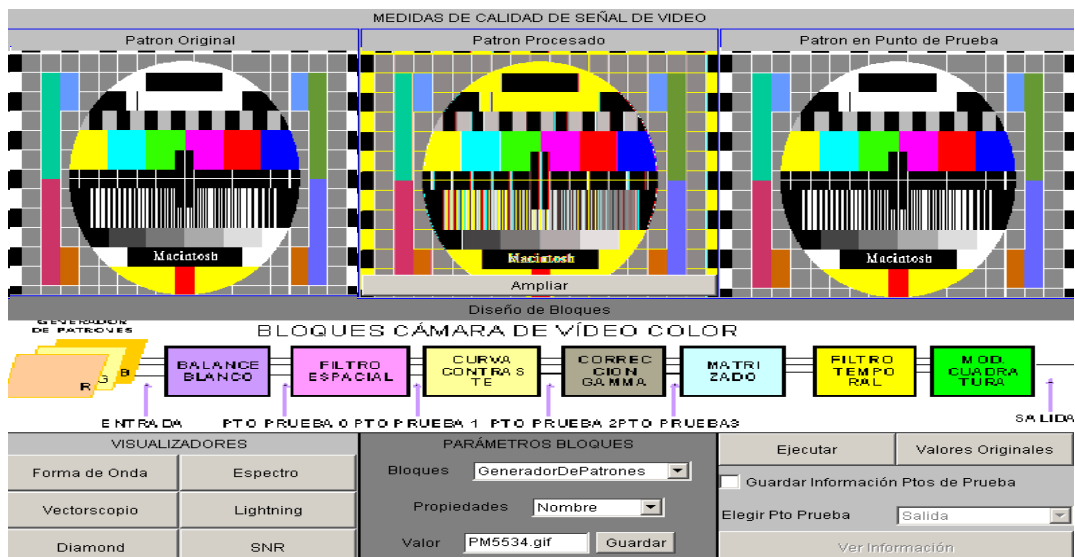 MEDIDAS DE CALIDAD DE SEÑAL DE VIDEO
Patron Original
Patron Procesado
Patron en Punto de Prueba
Macintosh
Macintosh
Macintosh
Ampliar
Diseño de Bloques
GENERADOR
DE PATRONES
BLOQUES CÁMARA DE VÍDEO COLOR
R G B
BALANCE
BLANCO
FILTRO
ESPACIAL
CURVA
CONTRAS
TE
CORREC
CION
GAMMA
MATRI
ZADO
FILTRO
TEMPO
RAL
MOD.
CUADRA
TURA
ENTRADA
PTO PRUEBA 0
PTO PRUEBA 1
PTO PRUEBA 2
PTO PRUEBA3
SALIDA
VISUALIZADORES
Forma de Onda
Espectro
Vectorscopio
Lightning
Diamond
SNR
PARÁMETROS BLOQUES
Bloques
GeneradorDePatrones
Propiedades
Nombre
Valor
PM5534.gif
Guardar
Ejecutar
Valores Originales
Guardar Información Ptos de Prueba
Elegir Pto Prueba
Salida
Ver Información